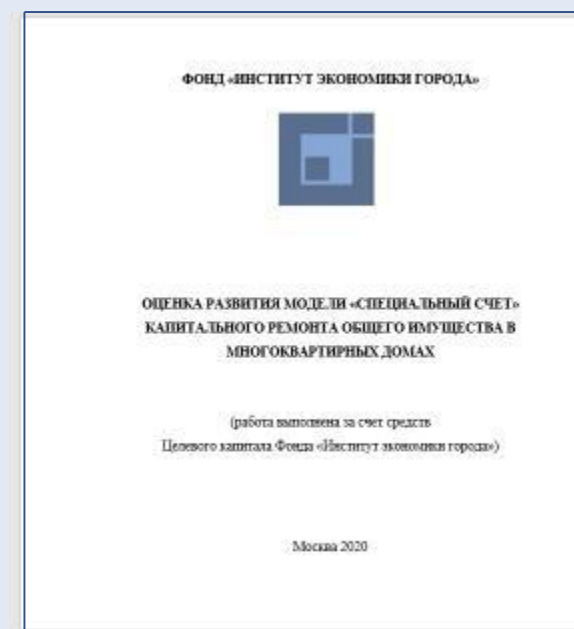 ФОНД «ИНСТИТУТ ЭКОНОМИКИ ГОРОДА»
ОЦЕНКА РАЗВИТИЯ МОДЕЛИ «СПЕЦИАЛЬНЫЙ СЧЕТ»
КАПИТАЛЬНОГО РЕМОНТА ОБЩЕГО ИМУЩЕСТВА В
МНОГОКВАРТИРНЫХ ДОМАХ
(работа выполнена за счет средств
Целевого капитала Фонда «Институт экономики города»)
Москва 2020